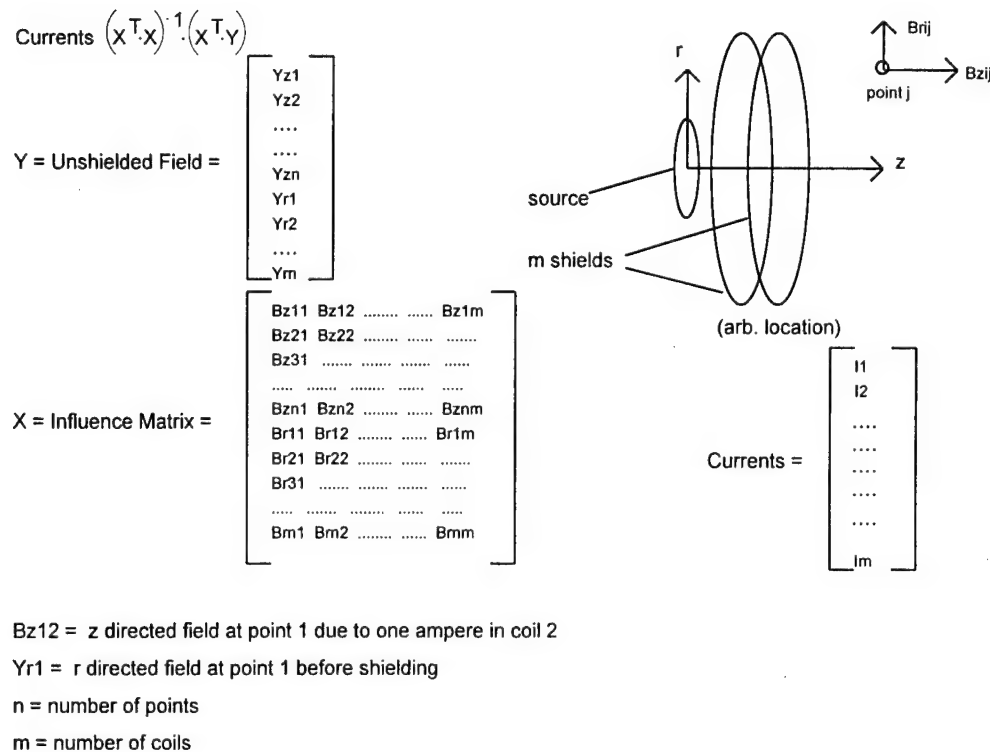 Currents (X^T·X)^-1·(X^T·Y)
Y = Unshielded Field =
Yz1
Yz2
....
....
Yzn
Yr1
Yr2
....
Ym
r
z
source
m shields
(arb. location)
Brij
Bzij
point j
X = Influence Matrix =
Bz11 Bz12 ........ ...... Bz1m
Bz21 Bz22 ........ ...... .......
Bz31 ....... ........ ....... ......
..... ....... ........ ...... .....
Bzn1 Bzn2 ........ ...... Bznm
Br11 Br12 ........ ...... Br1m
Br21 Br22 ........ ...... .......
Br31 ....... ........ ....... ......
..... ....... ........ ...... .....
Bm1 Bm2 ........ ...... Bmm
Currents =
I1
I2
....
....
....
....
....
Im
Bz12 = z directed field at point 1 due to one ampere in coil 2
Yr1 = r directed field at point 1 before shielding
n = number of points
m = number of coils